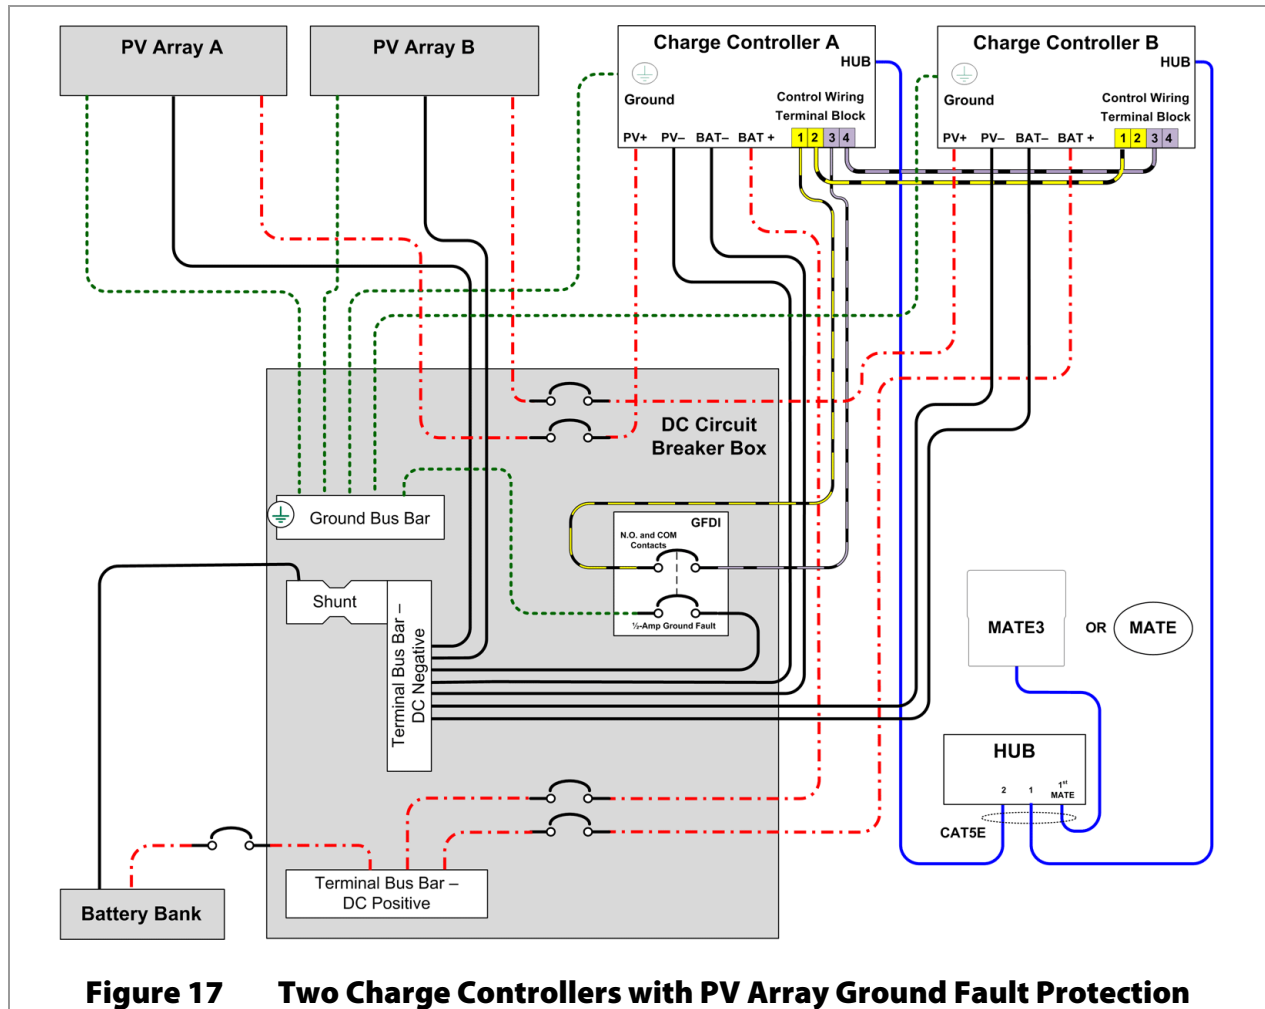 PV Array A
PV Array B
Charge Controller A
HUB
Ground
Control Wiring
Terminal Block
PV+ PV– BAT– BAT + 1 2 3 4
Charge Controller B
HUB
Ground
Control Wiring
Terminal Block
PV+ PV– BAT– BAT + 1 2 3 4
DC Circuit
Breaker Box
Ground Bus Bar
GFDI
N.O. and COM
Contacts
½-Amp Ground Fault
Shunt
Terminal Bus Bar –
DC Negative
MATE3
OR
MATE
HUB
2 1 1st
MATE
CAT5E
Terminal Bus Bar –
DC Positive
Battery Bank
Figure 17 Two Charge Controllers with PV Array Ground Fault Protection